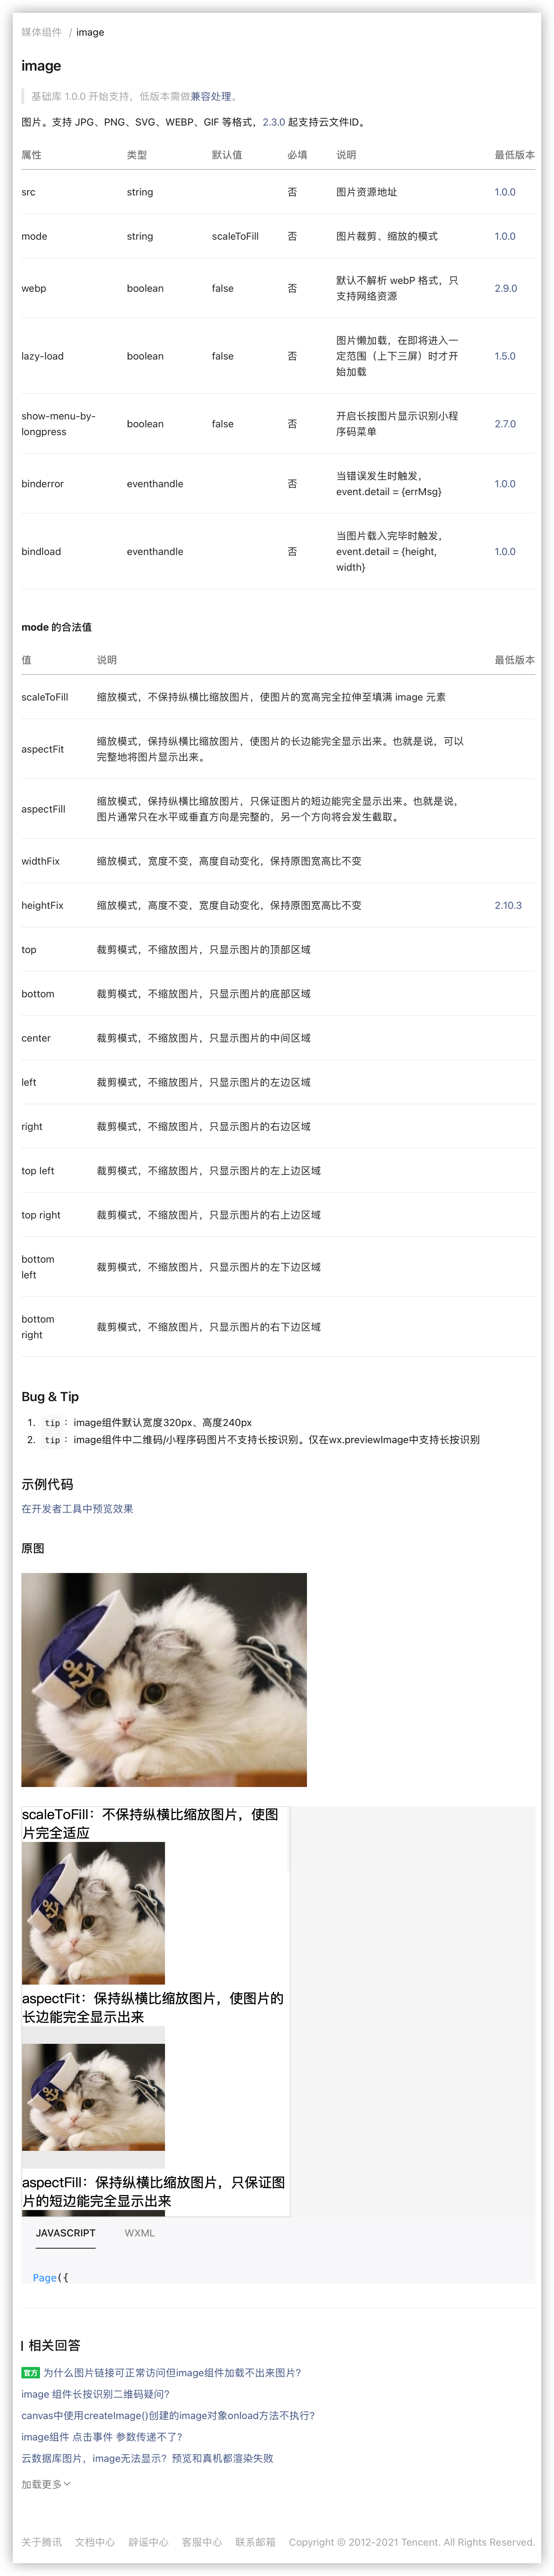 媒体组件 / image
image
基础库 1.0.0 开始支持，低版本需做兼容处理。
图片。支持 JPG、PNG、SVG、WEBP、GIF 等格式，2.3.0 起支持云文件ID。
属性 类型 默认值 必填 说明 最低版本
src string 否 图片资源地址 1.0.0
mode string scaleToFill 否 图片裁剪、缩放的模式 1.0.0
webp boolean false 否 默认不解析 webP 格式，只
支持网络资源 2.9.0
lazy-load boolean false 否 图片懒加载，在即将进入一
定范围（上下三屏）时才开
始加载 1.5.0
show-menu-by-
longpress boolean false 否 开启长按图片显示识别小程
序码菜单 2.7.0
binderror eventhandle 否 当错误发生时触发，
event.detail = {errMsg} 1.0.0
bindload eventhandle 否 当图片载入完毕时触发，
event.detail = {height,
width} 1.0.0
mode 的合法值
值 说明 最低版本
scaleToFill 缩放模式，不保持纵横比缩放图片，使图片的宽高完全拉伸至填满 image 元素
aspectFit 缩放模式，保持纵横比缩放图片，使图片的长边能完全显示出来。也就是说，可以
完整地将图片显示出来。
aspectFill 缩放模式，保持纵横比缩放图片，只保证图片的短边能完全显示出来。也就是说，
图片通常只在水平或垂直方向是完整的，另一个方向将会发生截取。
widthFix 缩放模式，宽度不变，高度自动变化，保持原图宽高比不变
heightFix 缩放模式，高度不变，宽度自动变化，保持原图宽高比不变 2.10.3
top 裁剪模式，不缩放图片，只显示图片的顶部区域
bottom 裁剪模式，不缩放图片，只显示图片的底部区域
center 裁剪模式，不缩放图片，只显示图片的中间区域
left 裁剪模式，不缩放图片，只显示图片的左边区域
right 裁剪模式，不缩放图片，只显示图片的右边区域
top left 裁剪模式，不缩放图片，只显示图片的左上边区域
top right 裁剪模式，不缩放图片，只显示图片的右上边区域
bottom
left 裁剪模式，不缩放图片，只显示图片的左下边区域
bottom
right 裁剪模式，不缩放图片，只显示图片的右下边区域
Bug & Tip
1. tip：image组件默认宽度320px、高度240px
2. tip：image组件中二维码/小程序码图片不支持长按识别。仅在wx.previewImage中支持长按识别
示例代码
在开发者工具中预览效果
原图
scaleToFill：不保持纵横比缩放图片，使图
片完全适应
aspectFit：保持纵横比缩放图片，使图片的
长边能完全显示出来
aspectFill：保持纵横比缩放图片，只保证图
片的短边能完全显示出来
JAVASCRIPT WXML
Page({
相关回答
官方 为什么图片链接可正常访问但image组件加载不出来图片?
image 组件长按识别二维码疑问?
canvas中使用createImage()创建的image对象onload方法不执行?
image组件 点击事件 参数传递不了?
云数据库图片，image无法显示？预览和真机都渲染失败
加载更多
关于腾讯 文档中心 辟谣中心 客服中心 联系邮箱 Copyright © 2012-2021 Tencent. All Rights Reserved.